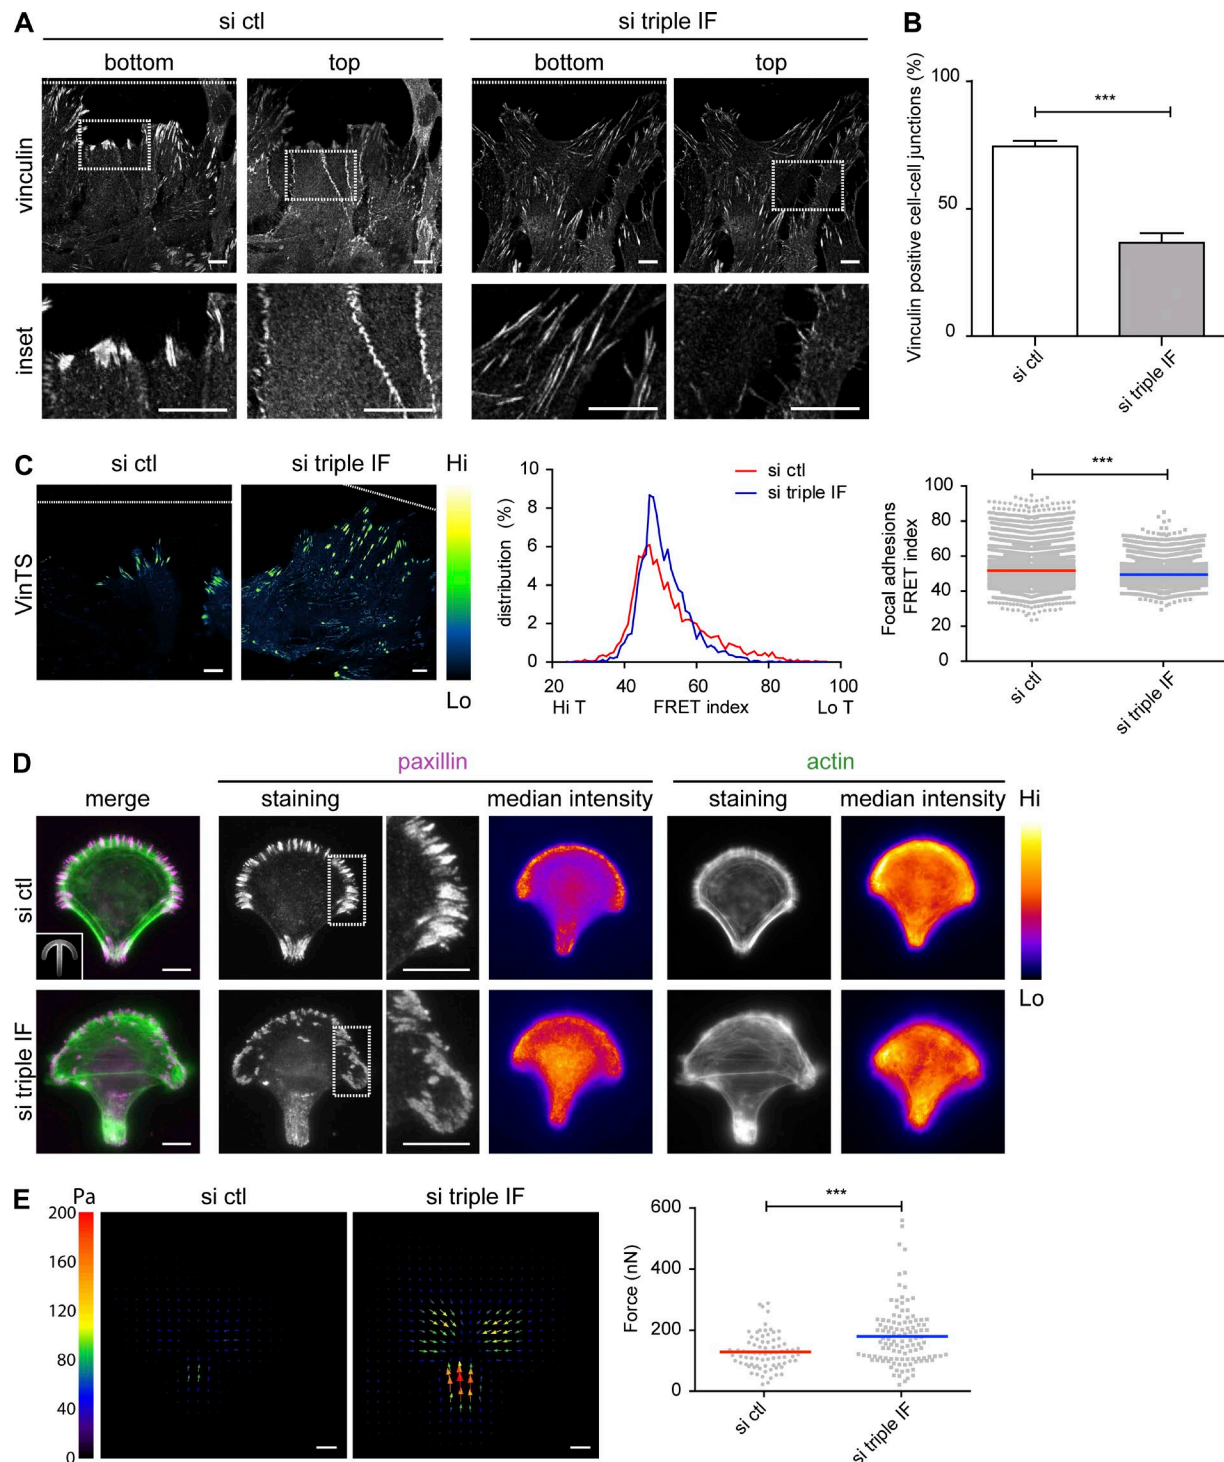 A
si ctl
si triple IF
bottom
top
bottom
top
vinculin
inset
B
Vinculin positive cell-cell junctions (%)
100
50
0
***
si ctl
si triple IF
C
si ctl
si triple IF
Hi
VinTS
Lo
distribution (%)
10
8
6
4
2
0
20
40
60
80
100
Hi T
FRET index
Lo T
si ctl
si triple IF
***
Focal adhesions
FRET index
100
80
60
40
20
0
si ctl
si triple IF
D
paxillin
actin
merge
staining
median intensity
staining
median intensity
Hi
si ctl
si triple IF
Lo
E
Pa
si ctl
si triple IF
200
160
120
80
40
0
***
Force (nN)
600
400
200
0
si ctl
si triple IF